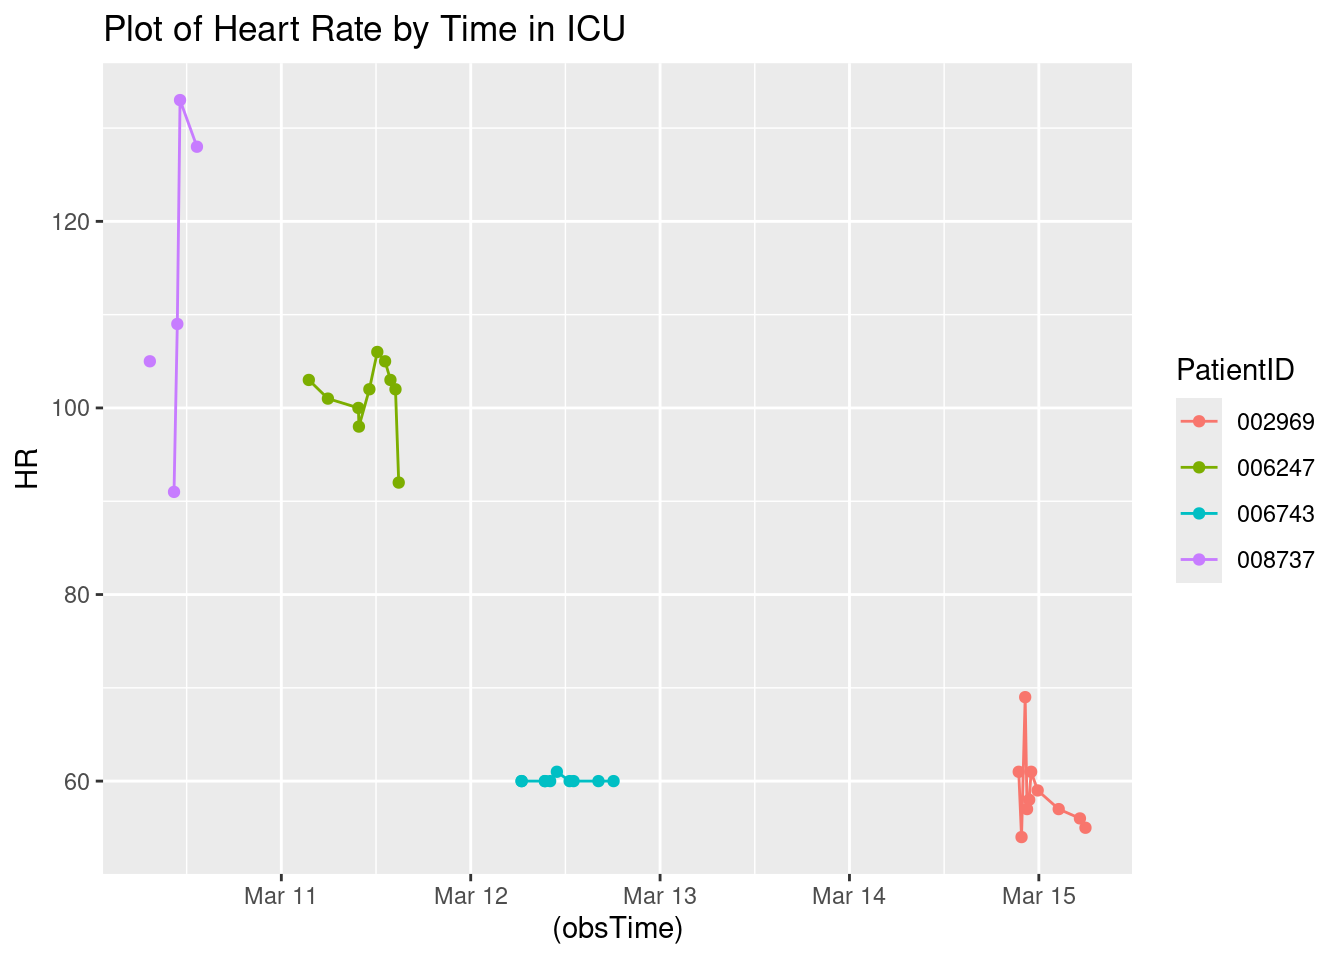 Plot of Heart Rate by Time in ICU
HR
120
100
80
60
Mar 11
Mar 12
Mar 13
Mar 14
Mar 15
(obsTime)
PatientID
002969
006247
006743
008737